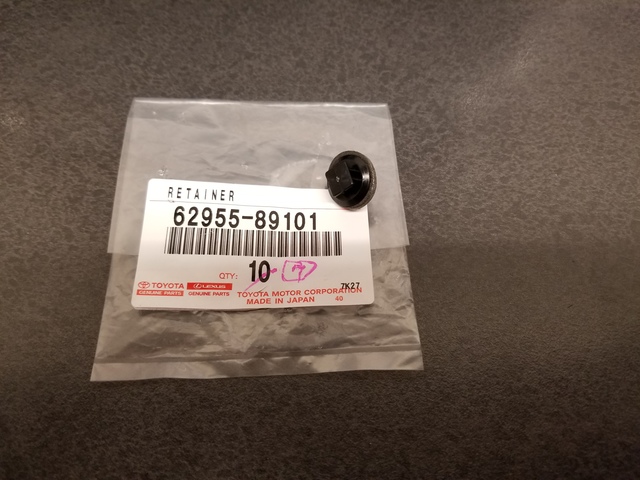 RETAINER
62955-89101
QTY: 10 7
TOYOTA LEXUS
GENUINE PARTS GENUINE PARTS
7K27
TOYOTA MOTOR CORPORATION
MADE IN JAPAN 40